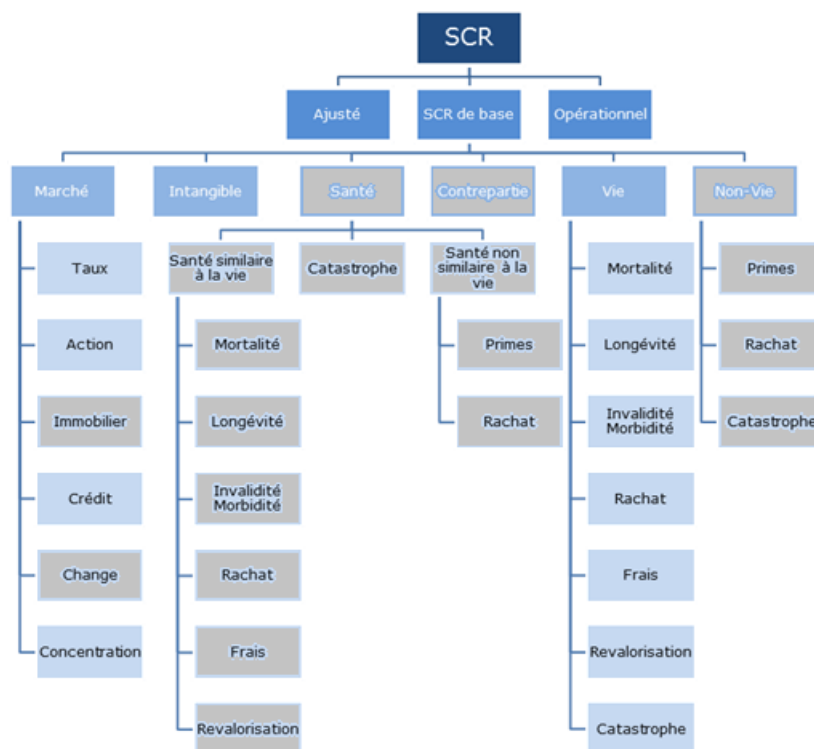 SCR
Ajusté
SCR de base
Opérationnel
Marché
Intangible
Santé
Contrepartie
Vie
Non-Vie
Taux
Action
Immobilier
Crédit
Change
Concentration
Santé similaire
à la vie
Mortalité
Longévité
Invalidité
Morbidité
Rachat
Frais
Revalorisation
Catastrophe
Santé non
similaire à la
vie
Primes
Rachat
Mortalité
Longévité
Invalidité
Morbidité
Rachat
Frais
Revalorisation
Catastrophe
Primes
Rachat
Catastrophe